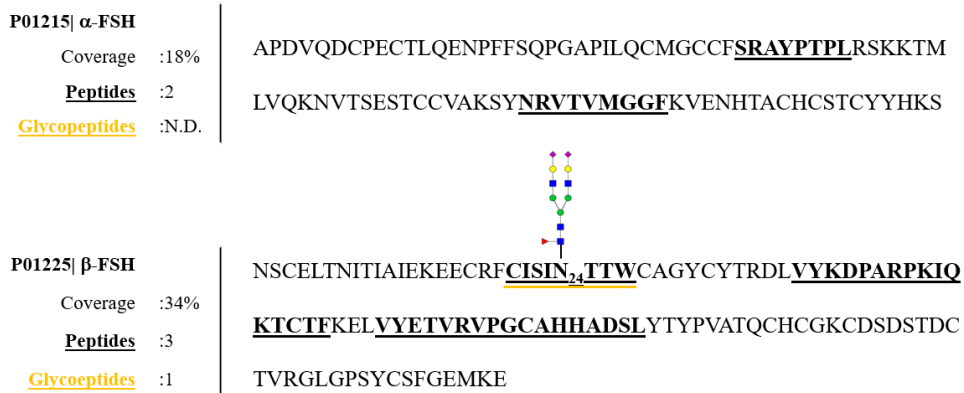 P01215| α-FSH
Coverage :18%
Peptides :2
Glycopeptides :N.D.
APDVQDCPECTLQENPFFSQPGAPILQCMGCCFSRAYPTPLRSKKTM
LVQKNVTSESTCCVAKSYNRVTVMGGFKVENHTACHCSTCYYHKS
P01225| β-FSH
Coverage :34%
Peptides :3
Glycoeptides :1
NSCELTNITIAIEKEECRFCISIN24TTWCAGYCYTRDLVYKDPARPKIQ
KTCTFKELVYETVRVPGCAHHADSLYTYPVATQCHCGKCDSDSTDC
TVRGLGPSYCSFGEMKE